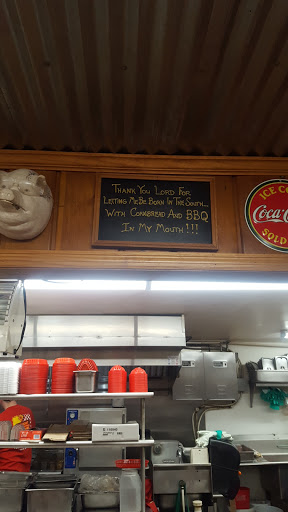 Thank You Lord For
Letting Me Be Born In The South...
With Cornbread And BBQ
In My Mouth!!!
ICE CO
Coca-C
SOLD